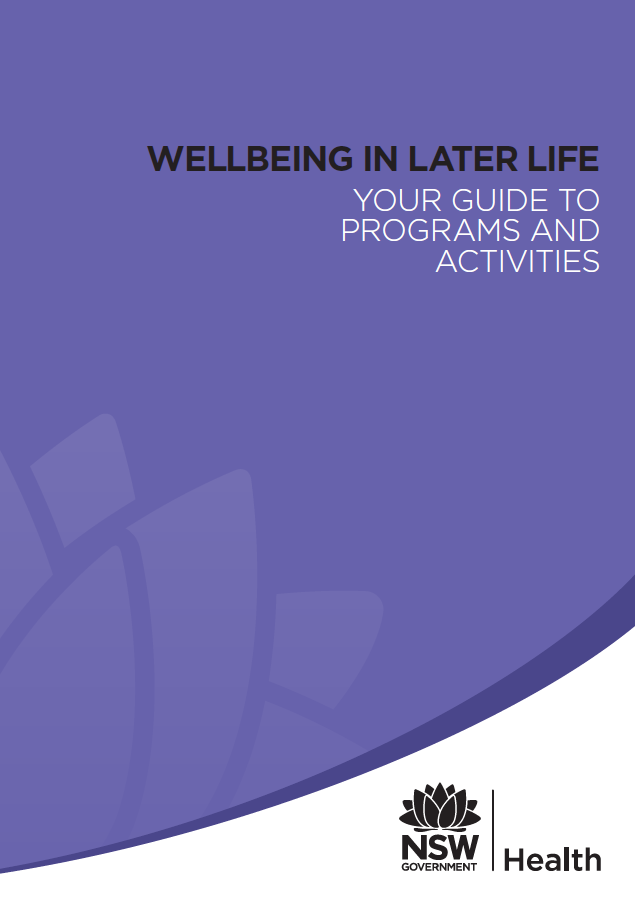 WELLBEING IN LATER LIFE
YOUR GUIDE TO
PROGRAMS AND
ACTIVITIES
NSW
GOVERNMENT
Health